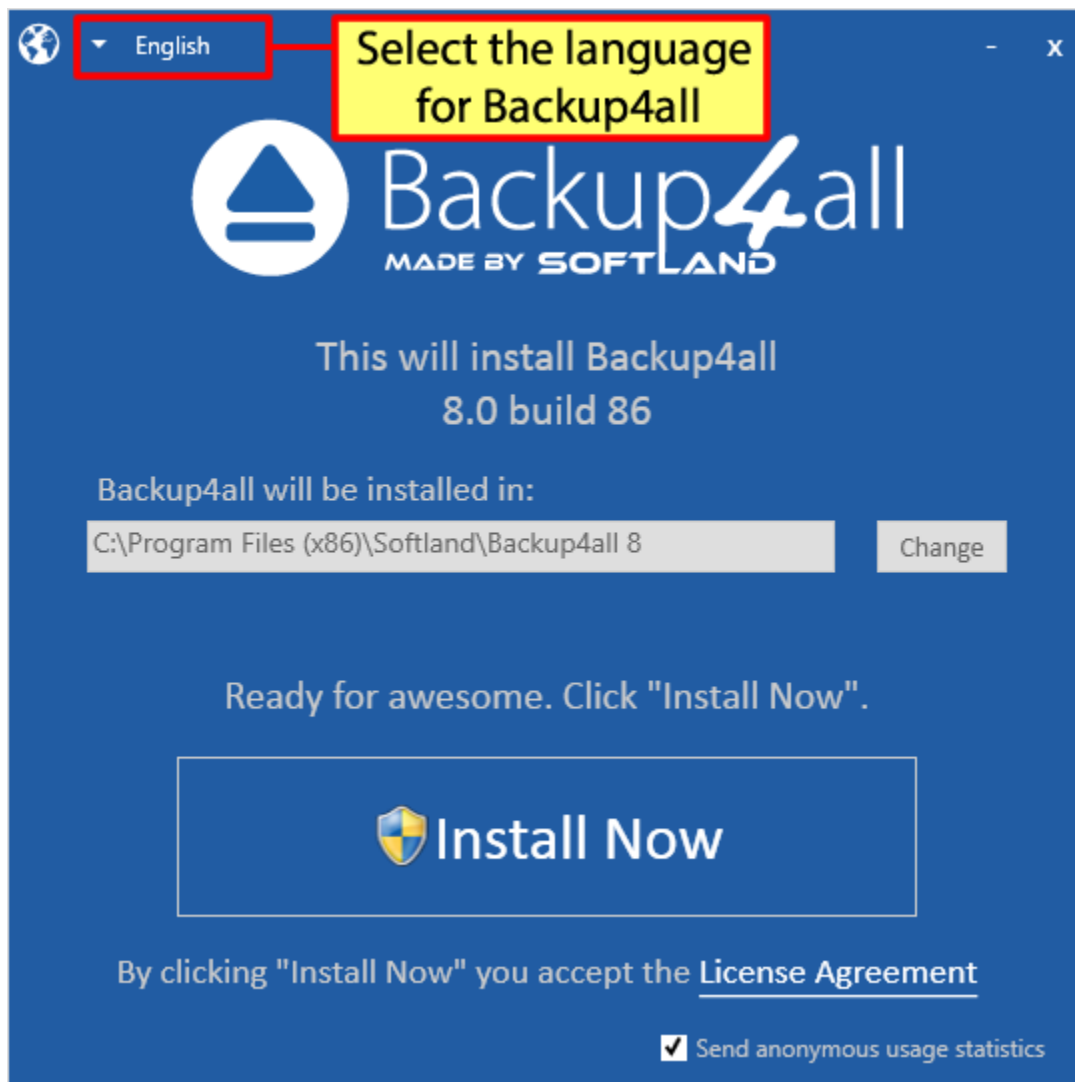 English
Select the language
for Backup4all
- x
Backup4all
MADE BY SOFTLAND
This will install Backup4all
8.0 build 86
Backup4all will be installed in:
C:\Program Files (x86)\Softland\Backup4all 8
Change
Ready for awesome. Click "Install Now".
Install Now
By clicking "Install Now" you accept the License Agreement
Send anonymous usage statistics